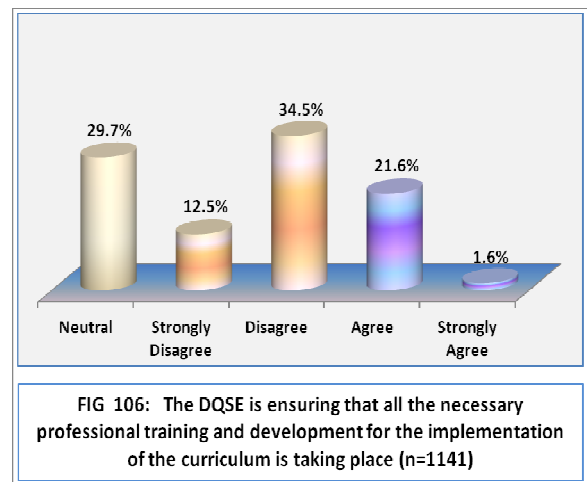 34.5%
29.7%
21.6%
12.5%
1.6%
Neutral Strongly Disagree Agree Strongly
Disagree Agree
FIG 106: The DQSE is ensuring that all the necessary
professional training and development for the implementation
of the curriculum is taking place (n=1141)